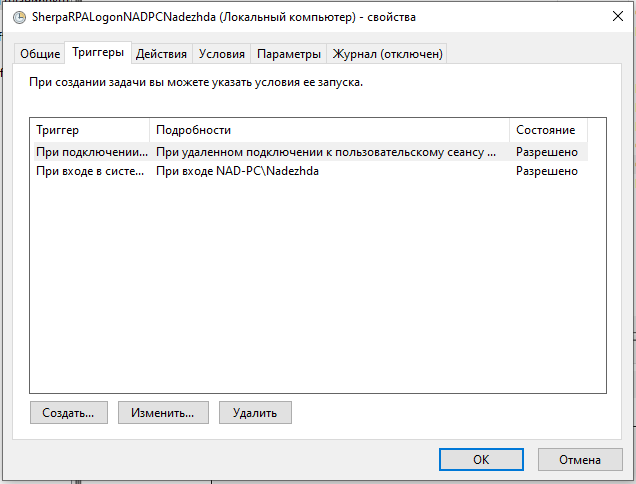 SherpaRPALogonNADPCNadezhda (Локальный компьютер) - свойства
Общие Триггеры Действия Условия Параметры Журнал (отключен)
При создании задачи вы можете указать условия ее запуска.
Триггер Подробности Состояние
При подключении... При удаленном подключении к пользовательскому сеансу ... Разрешено
При входе в систе... При входе NAD-PC\Nadezhda Разрешено
Создать... Изменить... Удалить
ОК Отмена